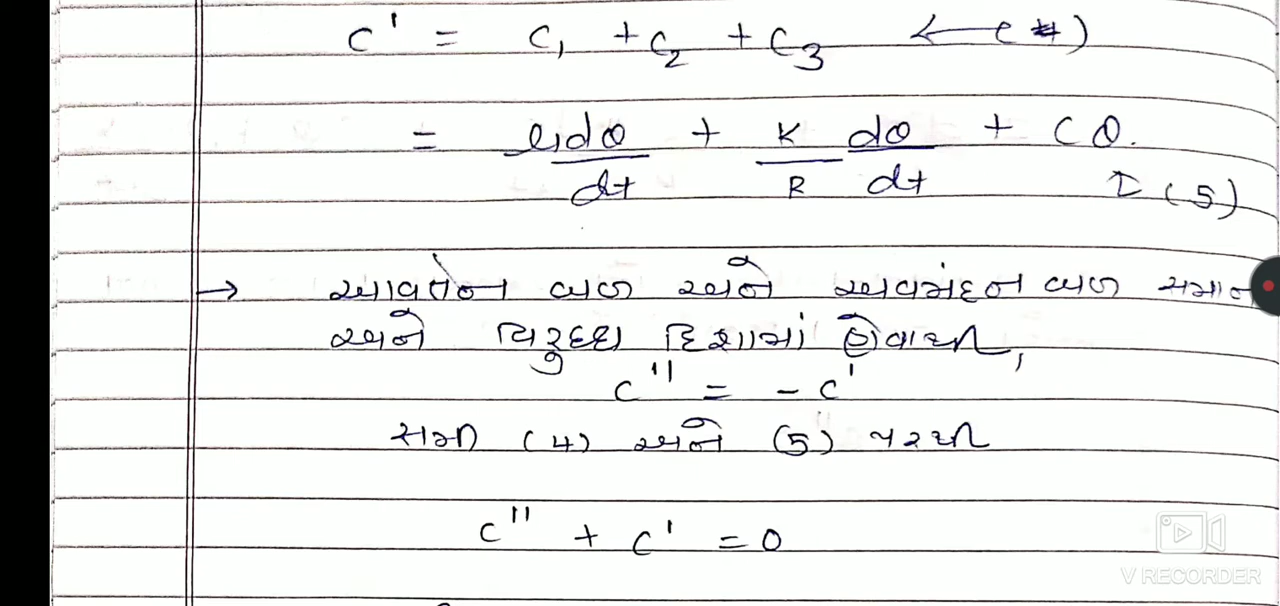 c' = c₁ + c₂ + c₃ ←
= dθ/dt + K/R dθ/dt + cθ.
(5)
→ આવર્તન બળ અને અવમંદન બળ સમાન
અને વિરુદ્ધ દિશામાં હોવાથી,
c'' = - c'
સમી (4) અને (5) પરથી
c'' + c' = 0
V RECORDER